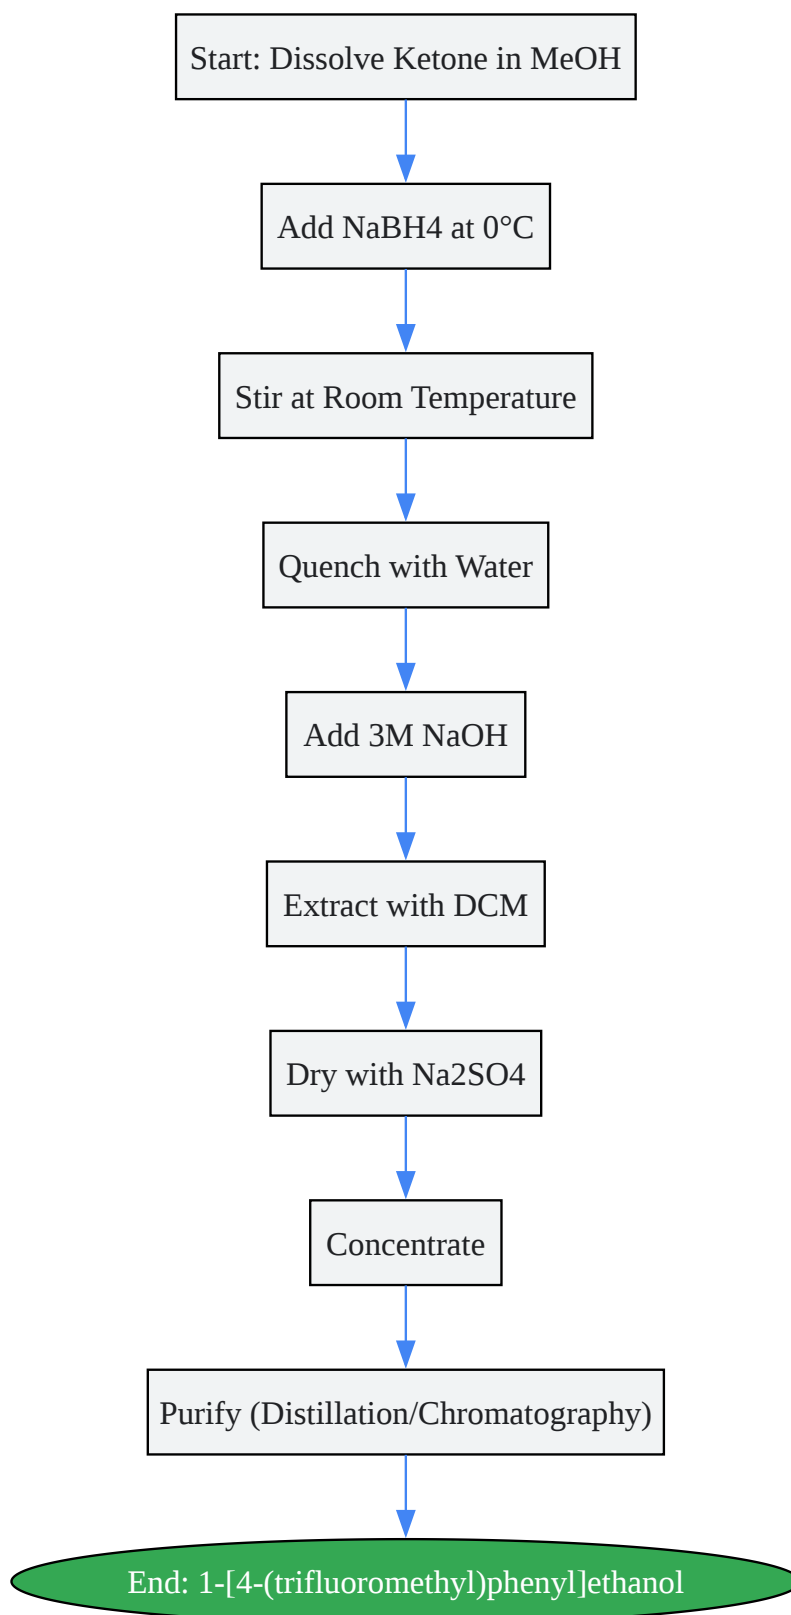 Start: Dissolve Ketone in MeOH
Add NaBH4 at 0°C
Stir at Room Temperature
Quench with Water
Add 3M NaOH
Extract with DCM
Dry with Na2SO4
Concentrate
Purify (Distillation/Chromatography)
End: 1-[4-(trifluoromethyl)phenyl]ethanol